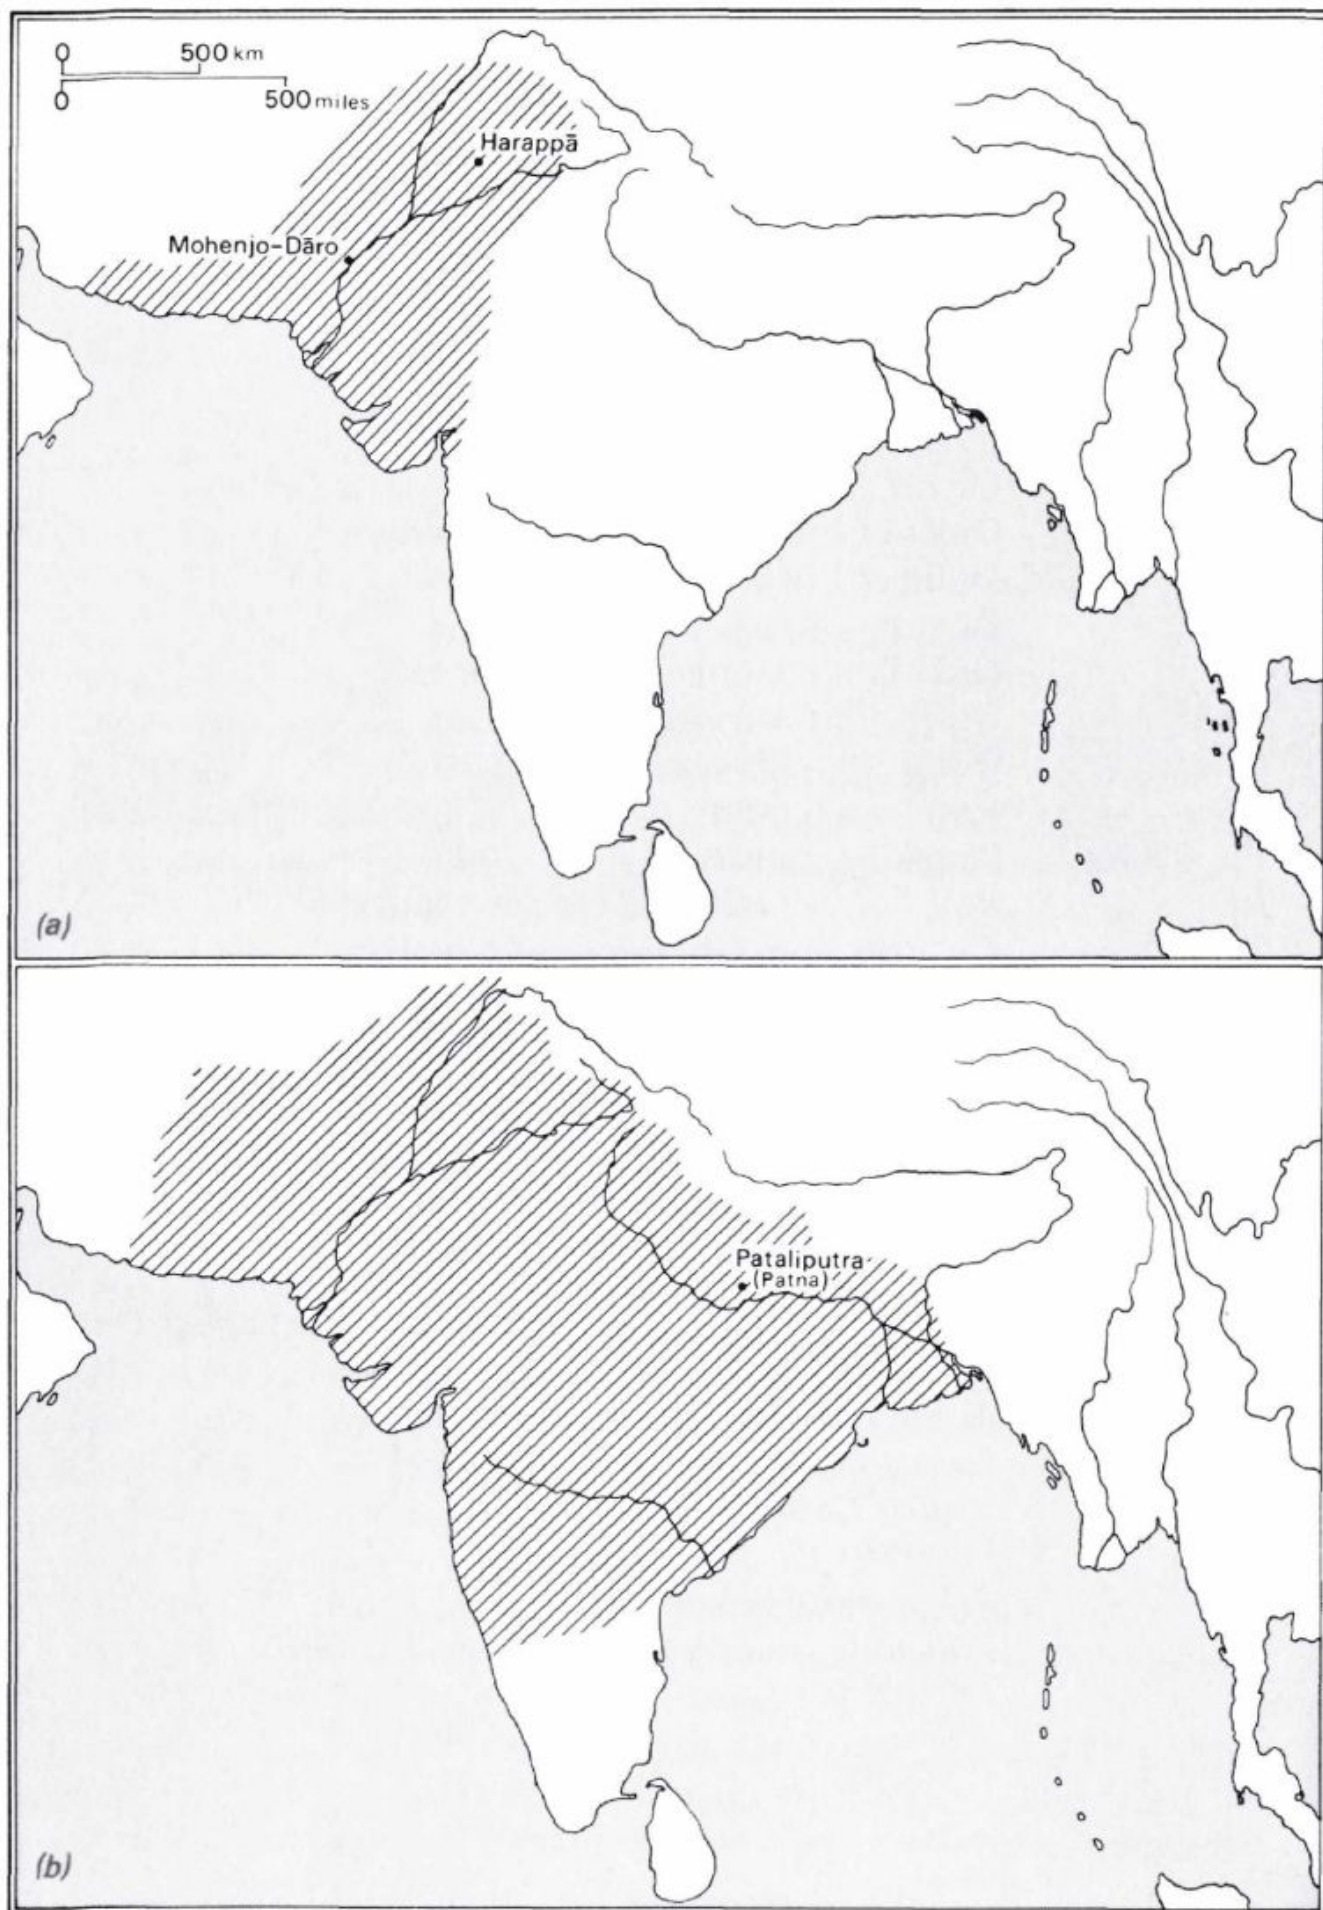 0 500 km
0 500 miles
Harappā
Mohenjo-Dāro
(a)
Pataliputra
(Patna)
(b)